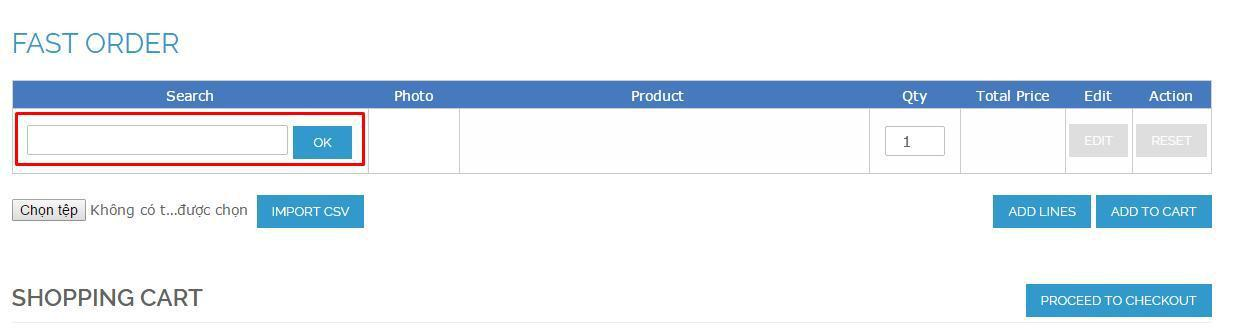 FAST ORDER
Search Photo Product Qty Total Price Edit Action
OK 1 EDIT RESET
Chọn tệp Không có t...được chọn IMPORT CSV ADD LINES ADD TO CART
SHOPPING CART PROCEED TO CHECKOUT